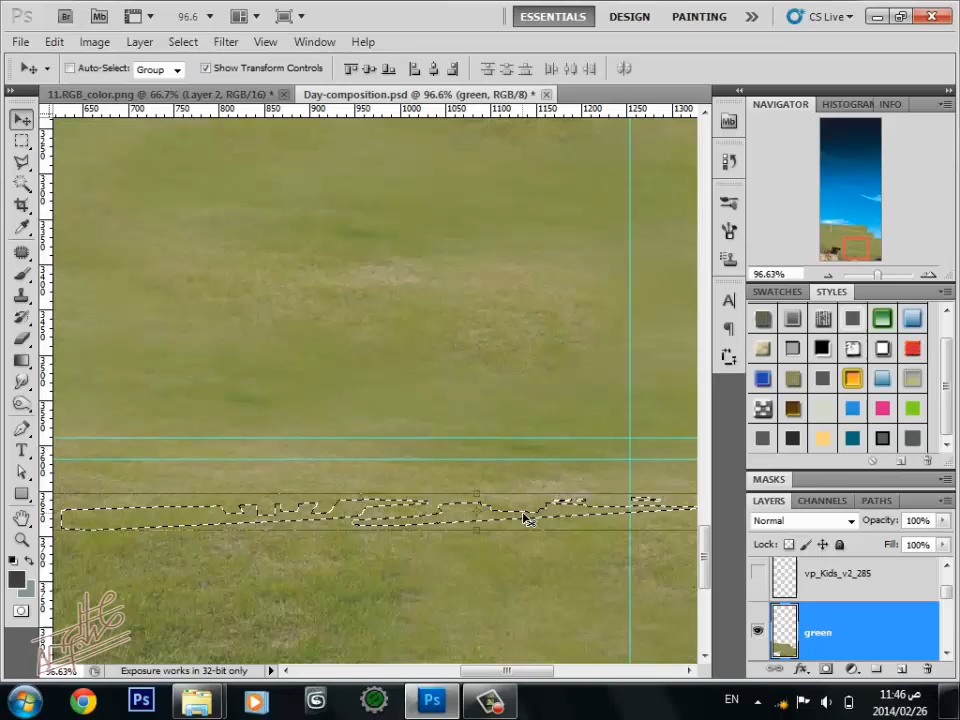 Ps Br Mb 96.6 ESSENTIALS DESIGN PAINTING CS Live
File Edit Image Layer Select Filter View Window Help
Auto-Select: Group Show Transform Controls
11.RGB_color.png @ 66.7% (Layer 2, RGB/16) * Day-composition.psd @ 96.6% (green, RGB/8) *
650 700 750 800 850 900 950 1000 1050 1100 1150 1200 1250 1300
NAVIGATOR HISTOGRAM INFO
96.63%
SWATCHES STYLES
MASKS
LAYERS CHANNELS PATHS
Normal Opacity: 100%
Lock: Fill: 100%
vp_Kids_v2_285
green
96.63% Exposure works in 32-bit only
EN 11:46 ص
2014/02/26